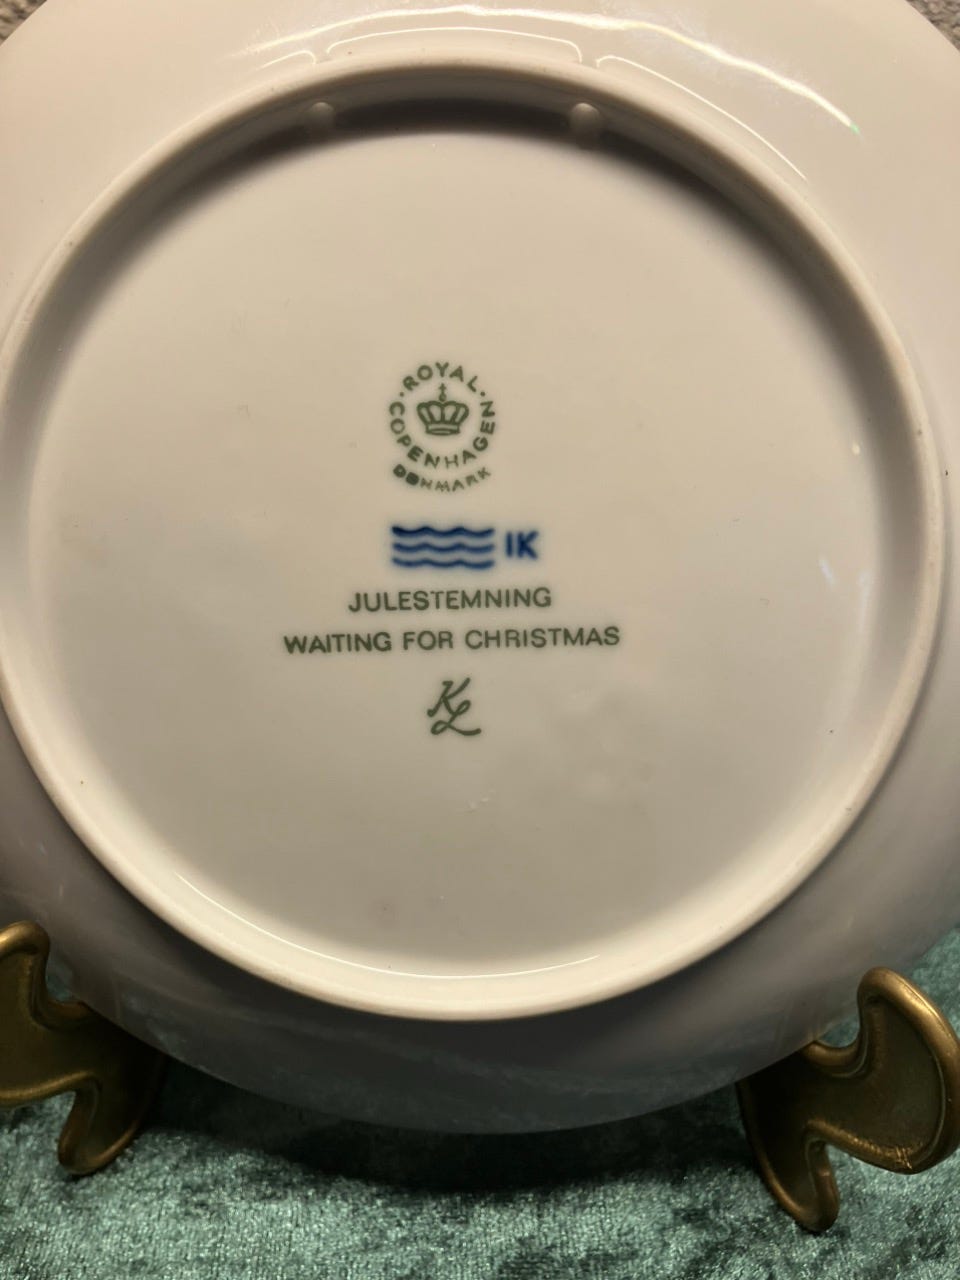 ROYAL
COPENHAGEN
DENMARK
IK
JULESTEMNING
WAITING FOR CHRISTMAS
KL